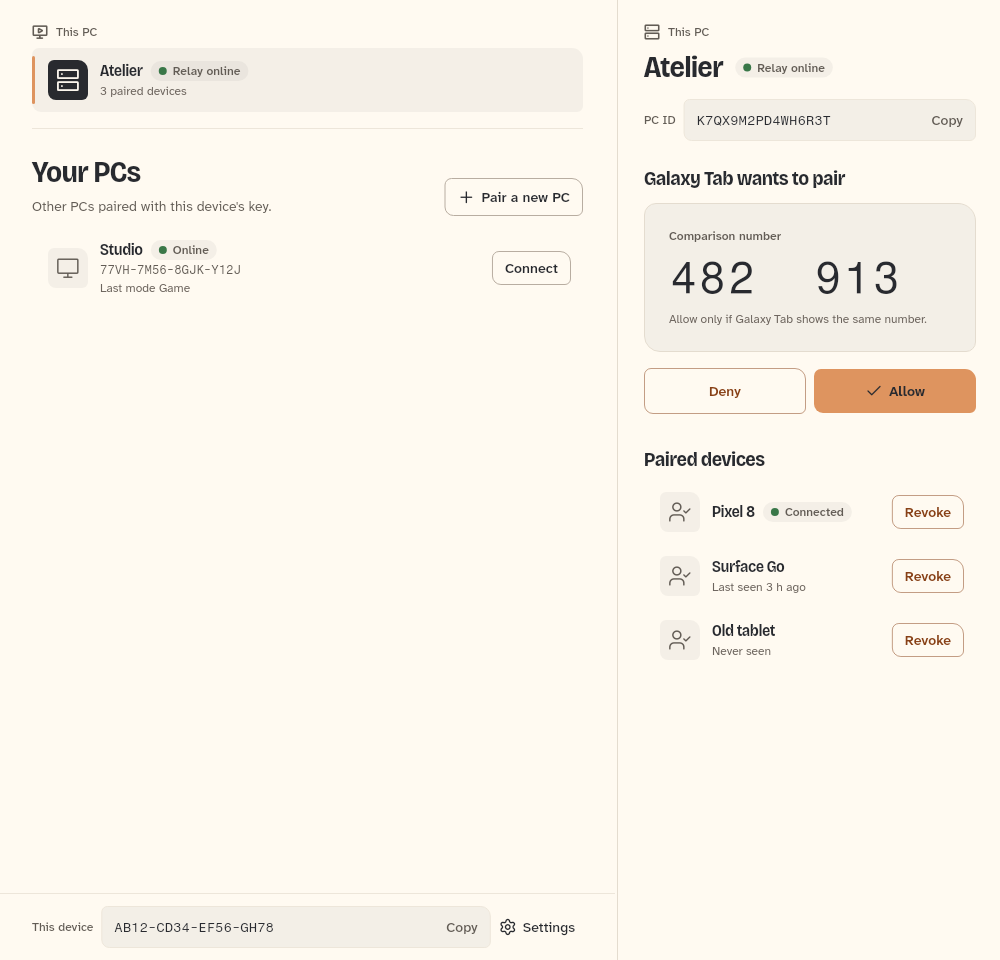 This PC
Atelier Relay online
3 paired devices
Your PCs
Other PCs paired with this device's key.
Pair a new PC
Studio Online
77VH-7M56-8GJK-Y12J
Last mode Game
Connect
This device AB12-CD34-EF56-GH78 Copy Settings
This PC
Atelier Relay online
PC ID K7QX9M2PD4WH6R3T Copy
Galaxy Tab wants to pair
Comparison number
482 913
Allow only if Galaxy Tab shows the same number.
Deny Allow
Paired devices
Pixel 8 Connected Revoke
Surface Go
Last seen 3 h ago
Revoke
Old tablet
Never seen
Revoke